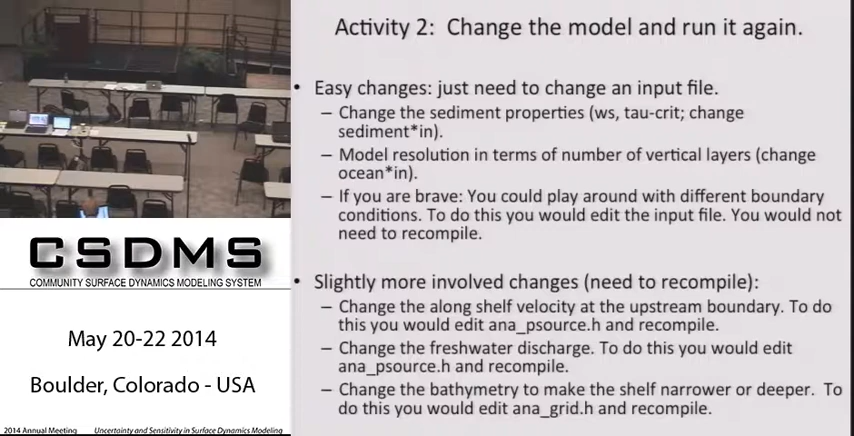 Activity 2: Change the model and run it again.
• Easy changes: just need to change an input file.
– Change the sediment properties (ws, tau-crit; change
sediment*in).
– Model resolution in terms of number of vertical layers (change
ocean*in).
– If you are brave: You could play around with different boundary
conditions. To do this you would edit the input file. You would not
need to recompile.
• Slightly more involved changes (need to recompile):
– Change the along shelf velocity at the upstream boundary. To do
this you would edit ana_psource.h and recompile.
– Change the freshwater discharge. To do this you would edit
ana_psource.h and recompile.
– Change the bathymetry to make the shelf narrower or deeper. To
do this you would edit ana_grid.h and recompile.
CSDMS
COMMUNITY SURFACE DYNAMICS MODELING SYSTEM
May 20-22 2014
Boulder, Colorado - USA
2014 Annual Meeting Uncertainty and Sensitivity in Surface Dynamics Modeling